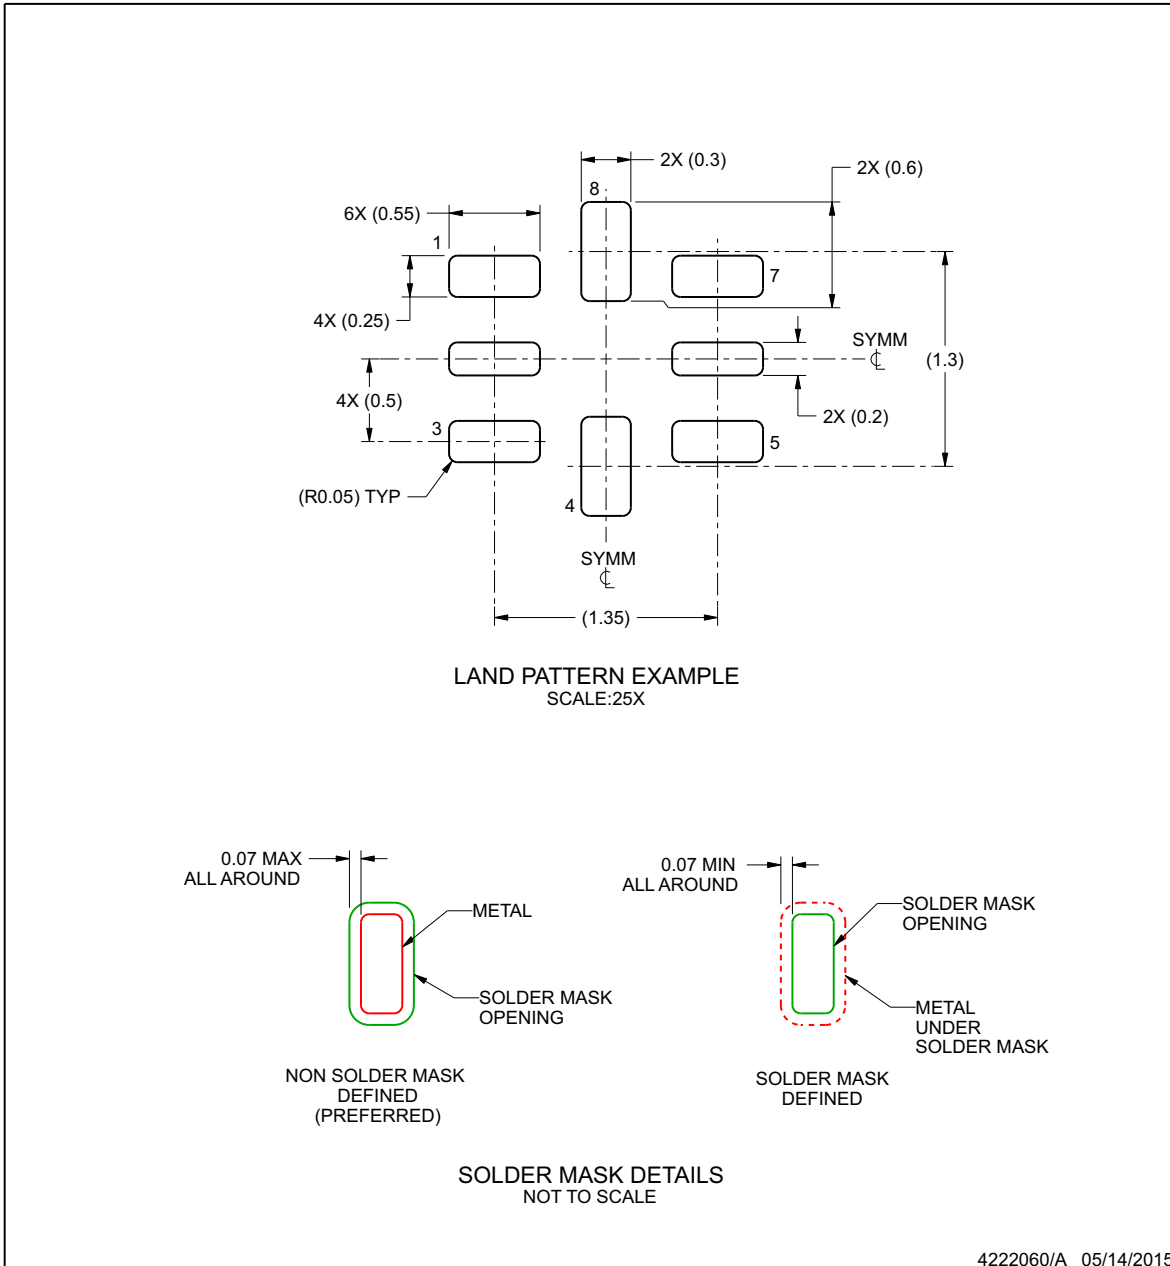 2X (0.3)
2X (0.6)
8
6X (0.55)
1
7
4X (0.25)
SYMM
℄
(1.3)
4X (0.5)
2X (0.2)
3
5
(R0.05) TYP
4
SYMM
℄
(1.35)
LAND PATTERN EXAMPLE
SCALE:25X
0.07 MAX
ALL AROUND
METAL
SOLDER MASK
OPENING
NON SOLDER MASK
DEFINED
(PREFERRED)
0.07 MIN
ALL AROUND
SOLDER MASK
OPENING
METAL
UNDER
SOLDER MASK
SOLDER MASK
DEFINED
SOLDER MASK DETAILS
NOT TO SCALE
4222060/A 05/14/2015